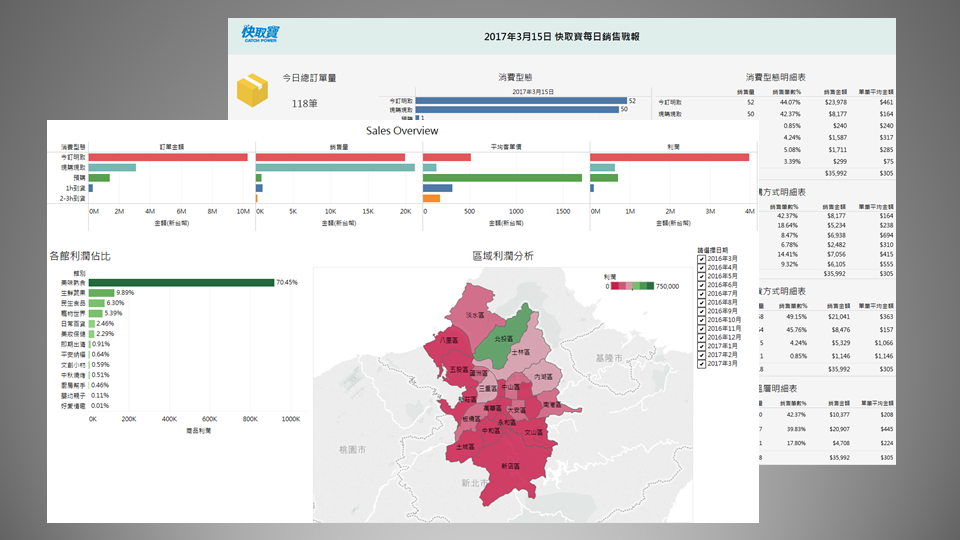 快取寶
CATCH POWER
2017年3月15日 快取寶每日銷售戰報
今日總訂單量
118筆
消費型態
2017年3月15日
今訂明取 52
現購現取 50
預購 1
消費型態明細表
銷售量 銷售筆數% 銷售金額 單筆平均金額
今訂明取 52 44.07% $23,978 $461
現購現取 50 42.37% $8,177 $164
0.85% $240 $240
4.24% $1,587 $317
5.08% $1,711 $285
3.39% $299 $75
$35,992 $305
方式明細表
銷售筆數% 銷售金額 單筆平均金額
42.37% $8,177 $164
18.64% $5,234 $238
8.47% $6,938 $694
6.78% $2,482 $310
14.41% $7,056 $415
9.32% $6,105 $555
$35,992 $305
方式明細表
銷售筆數% 銷售金額 單筆平均金額
49.15% $21,041 $363
45.76% $8,476 $157
4.24% $5,329 $1,066
0.85% $1,146 $1,146
$35,992 $305
層明細表
銷售筆數% 銷售金額 單筆平均金額
42.37% $10,377 $208
39.83% $20,907 $445
17.80% $4,708 $224
$35,992 $305
Sales Overview
消費型態 訂單金額 銷售量 平均客單價 利潤
今訂明取
現購現取
預購
1h到貨
2-3h到貨
0M 2M 4M 6M 8M 10M
0K 5K 10K 15K 20K
0 500 1000 1500
0M 1M 2M 3M 4M
金額(新台幣) 金額(新台幣) 金額(新台幣) 金額(新台幣)
各館利潤佔比
館別
美味飲食 70.45%
生鮮蔬果 9.89%
民生食品 6.30%
寵物世界 5.39%
日常百貨 2.46%
美妝保健 2.29%
即期出清 0.91%
平安納福 0.64%
文創小物 0.59%
中秋燒烤 0.51%
廚房幫手 0.46%
嬰幼親子 0.11%
好愛惜福 0.01%
0K 200K 400K 600K 800K 1000K
商品利潤
區域利潤分析
利潤
0 750,000
淡水區
北投區
八里區
士林區
五股區
蘆洲區
內湖區
三重區
中山區
新莊區
萬華區
大安區
南港區
板橋區
永和區
中和區
文山區
土城區
新店區
基隆市
桃園市
新北市
請選擇日期
2016年3月
2016年4月
2016年5月
2016年6月
2016年7月
2016年8月
2016年9月
2016年10月
2016年11月
2016年12月
2017年1月
2017年2月
2017年3月